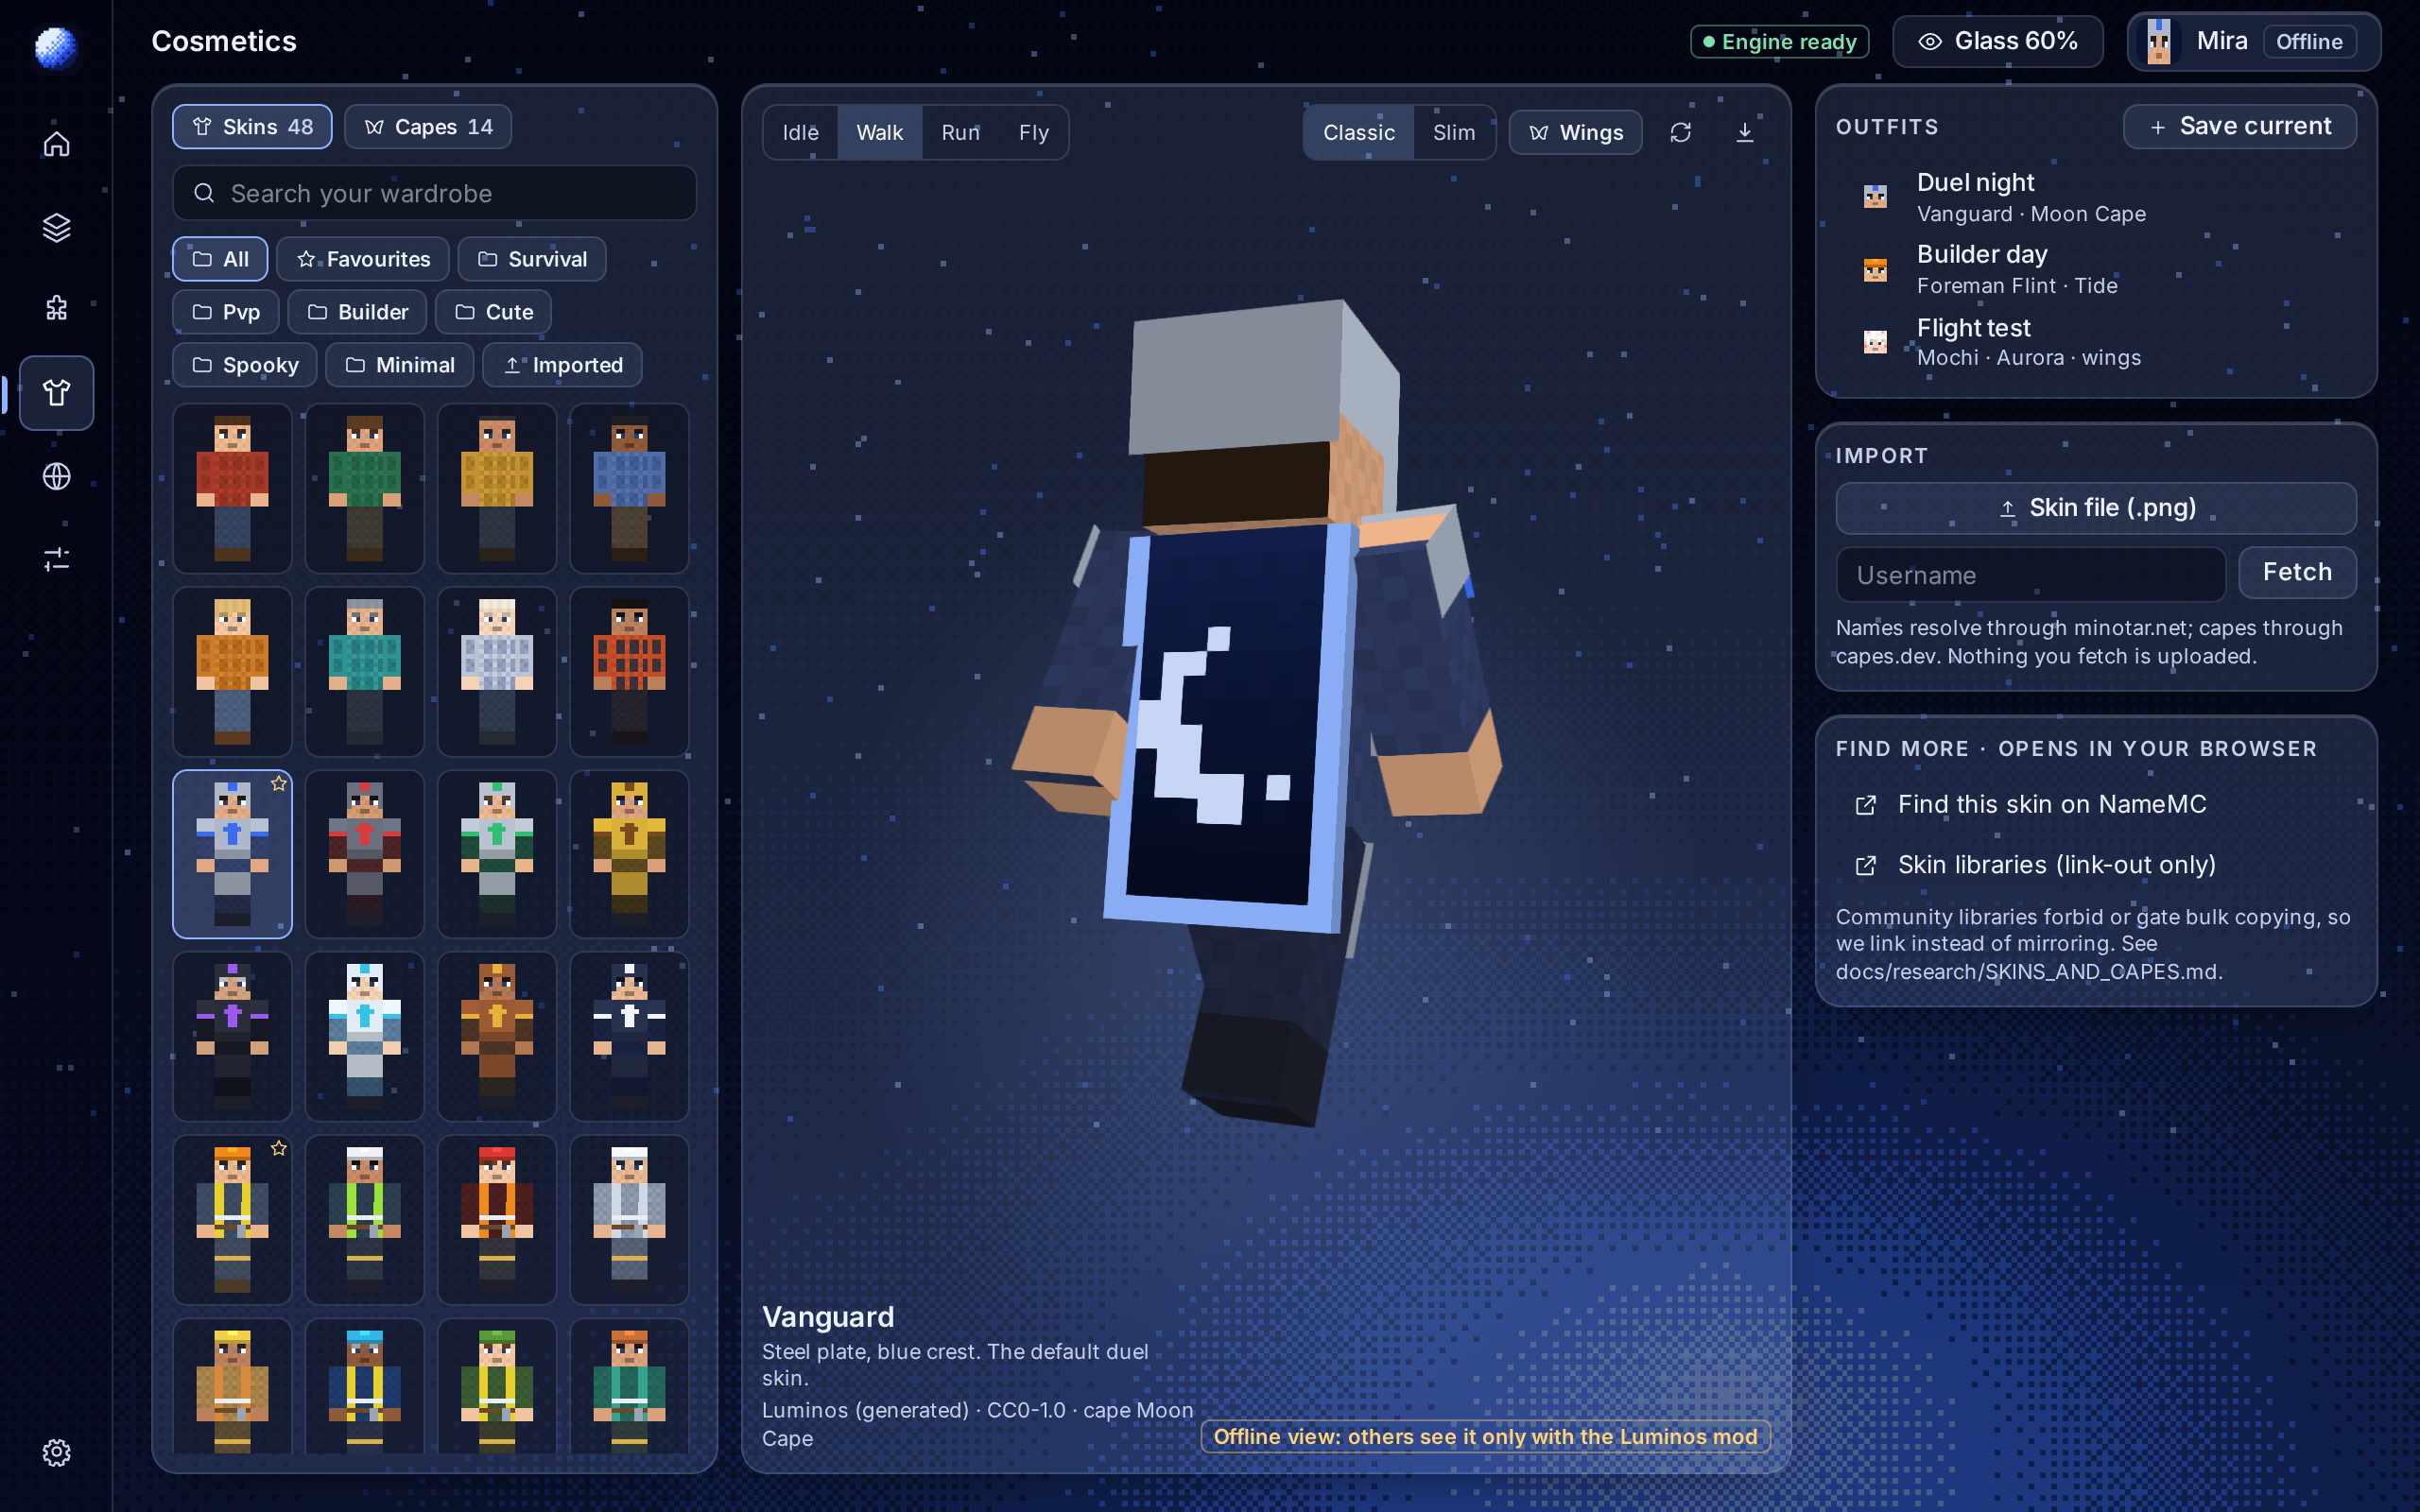 Cosmetics
Engine ready
Glass 60%
Mira
Offline
Skins 48
Capes 14
Search your wardrobe
All
Favourites
Survival
Pvp
Builder
Cute
Spooky
Minimal
Imported
Idle
Walk
Run
Fly
Classic
Slim
Wings
Vanguard
Steel plate, blue crest. The default duel
skin.
Luminos (generated) · CC0-1.0 · cape Moon
Cape
Offline view: others see it only with the Luminos mod
OUTFITS
Save current
Duel night
Vanguard · Moon Cape
Builder day
Foreman Flint · Tide
Flight test
Mochi · Aurora · wings
IMPORT
Skin file (.png)
Username
Fetch
Names resolve through minotar.net; capes through
capes.dev. Nothing you fetch is uploaded.
FIND MORE · OPENS IN YOUR BROWSER
Find this skin on NameMC
Skin libraries (link-out only)
Community libraries forbid or gate bulk copying, so
we link instead of mirroring. See
docs/research/SKINS_AND_CAPES.md.